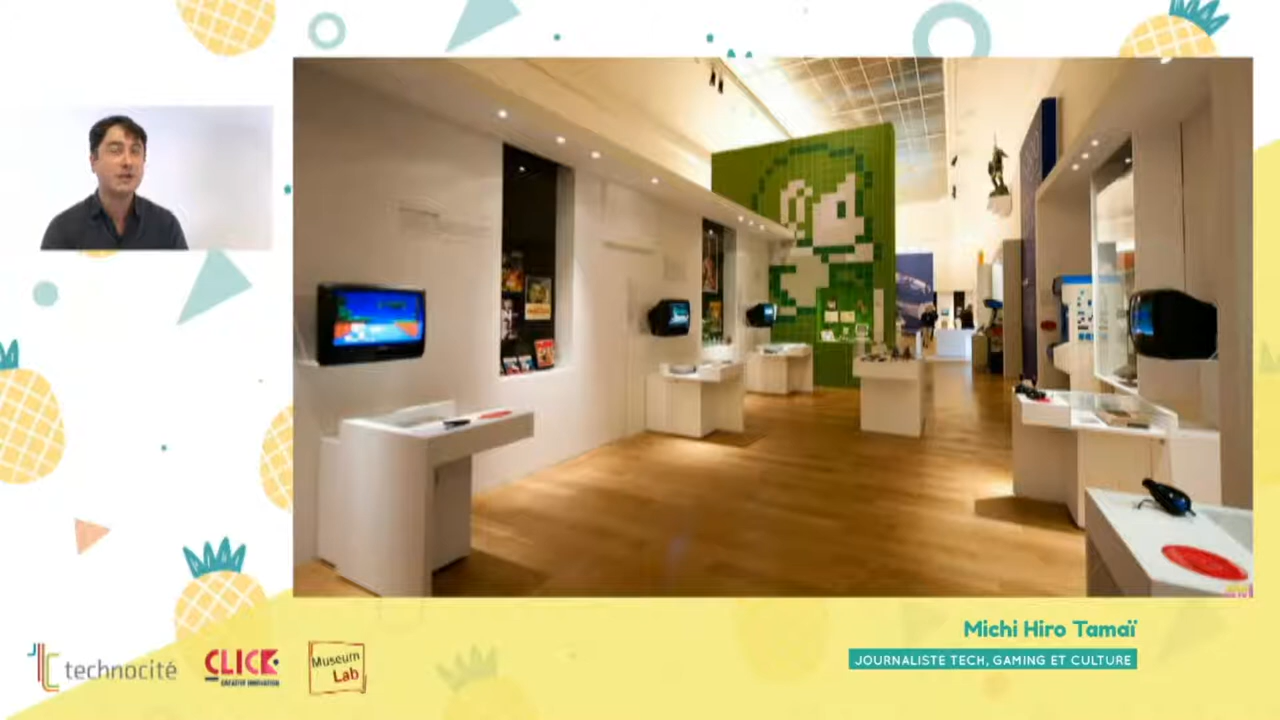 Michi Hiro Tamaï
JOURNALISTE TECH, GAMING ET CULTURE
technocité
CLICK
CREATIVE INNOVATION
Museum
Lab